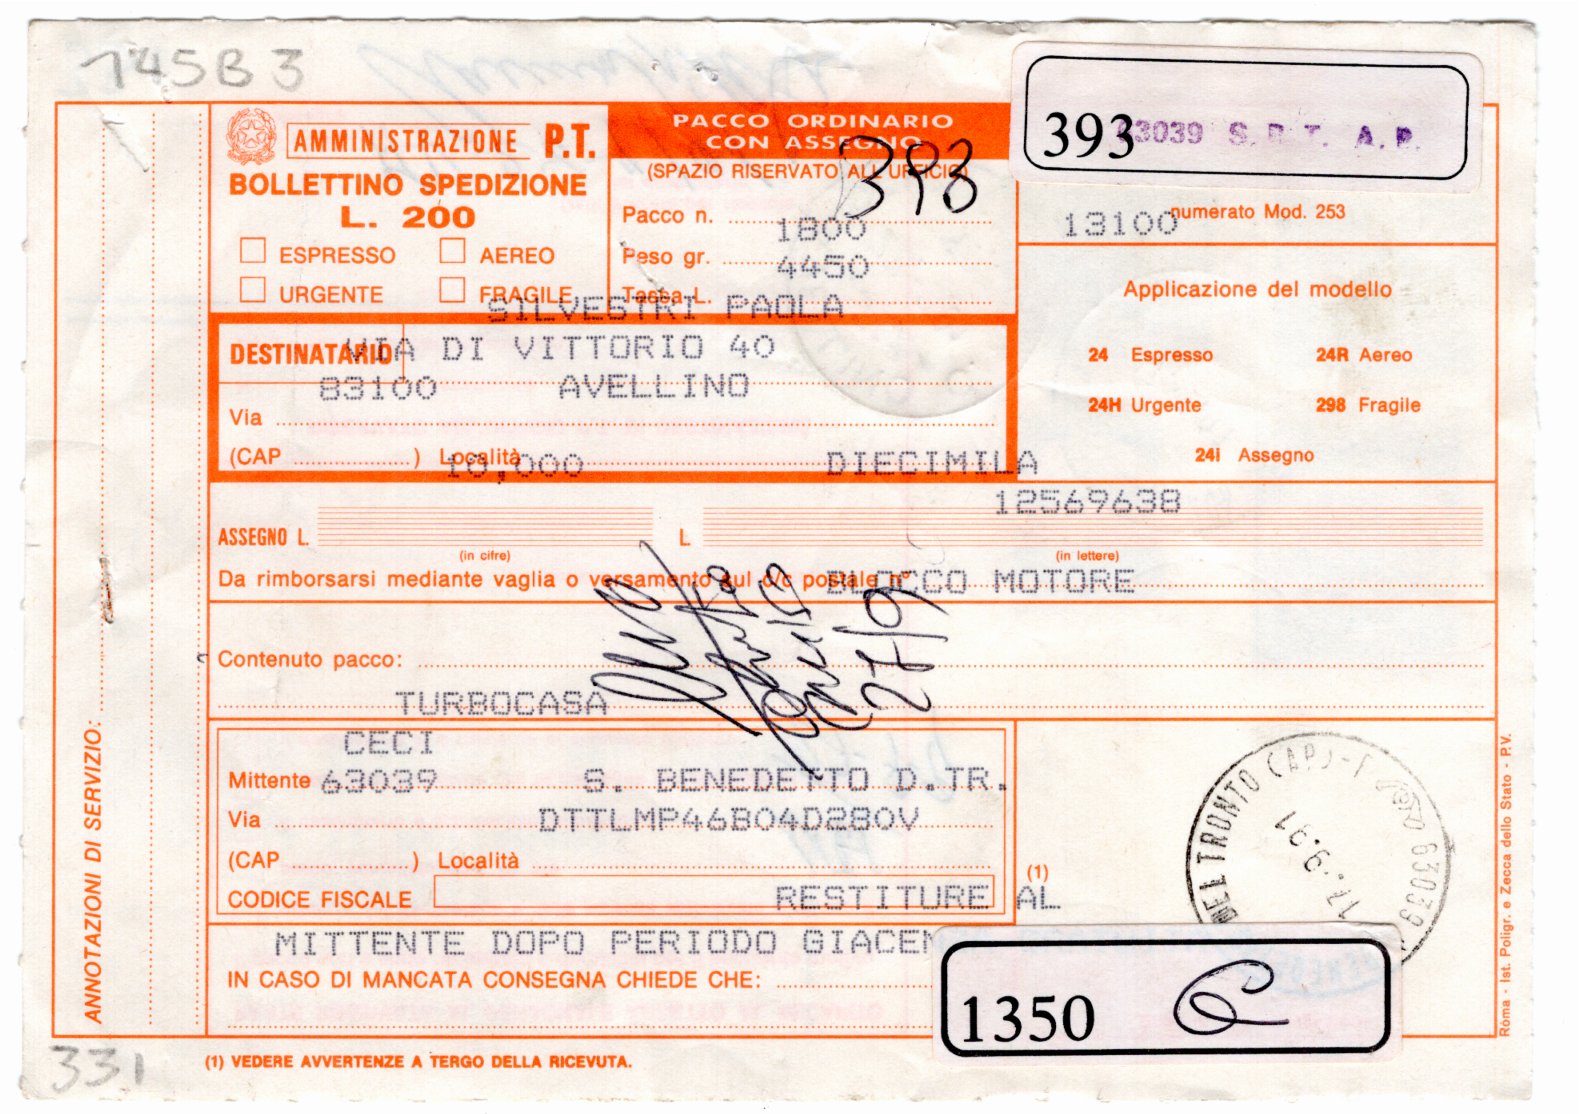 145B3
AMMINISTRAZIONE P.T.
BOLLETTINO SPEDIZIONE
L. 200
ESPRESSO AEREO
URGENTE FRAGILE
PACCO ORDINARIO
CON ASSEGNO
(SPAZIO RISERVATO ALL'UFFICIO)
393
Pacco n.
1800
Peso gr.
4450
Tassa L.
393 63039 S.B.T. A.P.
13100 numerato Mod. 253
Applicazione del modello
24 Espresso 24R Aereo
24H Urgente 298 Fragile
24i Assegno
SILVESTRI PAOLA
DESTINATARIO
VIA DI VITTORIO 40
83100 AVELLINO
Via
(CAP ) Località
10,000 DIECIMILA
12569638
ASSEGNO L. L.
(in cifre) (in lettere)
Da rimborsarsi mediante vaglia o versamento sul c/c postale n°
BLOCCO MOTORE
27/9
Contenuto pacco:
TURBOCASA
CECI
Mittente 63039 S. BENEDETTO D.TR.
Via
DTTLMP46B04D280V
(CAP ) Località
(1)
CODICE FISCALE
RESTITURE AL
MITTENTE DOPO PERIODO GIACEN
IN CASO DI MANCATA CONSEGNA CHIEDE CHE:
DEL TRONTO (AP)-F 63039
17.9.91
1350
ANNOTAZIONI DI SERVIZIO:
Roma - Ist. Poligr. e Zecca dello Stato - P.V.
331
(1) VEDERE AVVERTENZE A TERGO DELLA RICEVUTA.